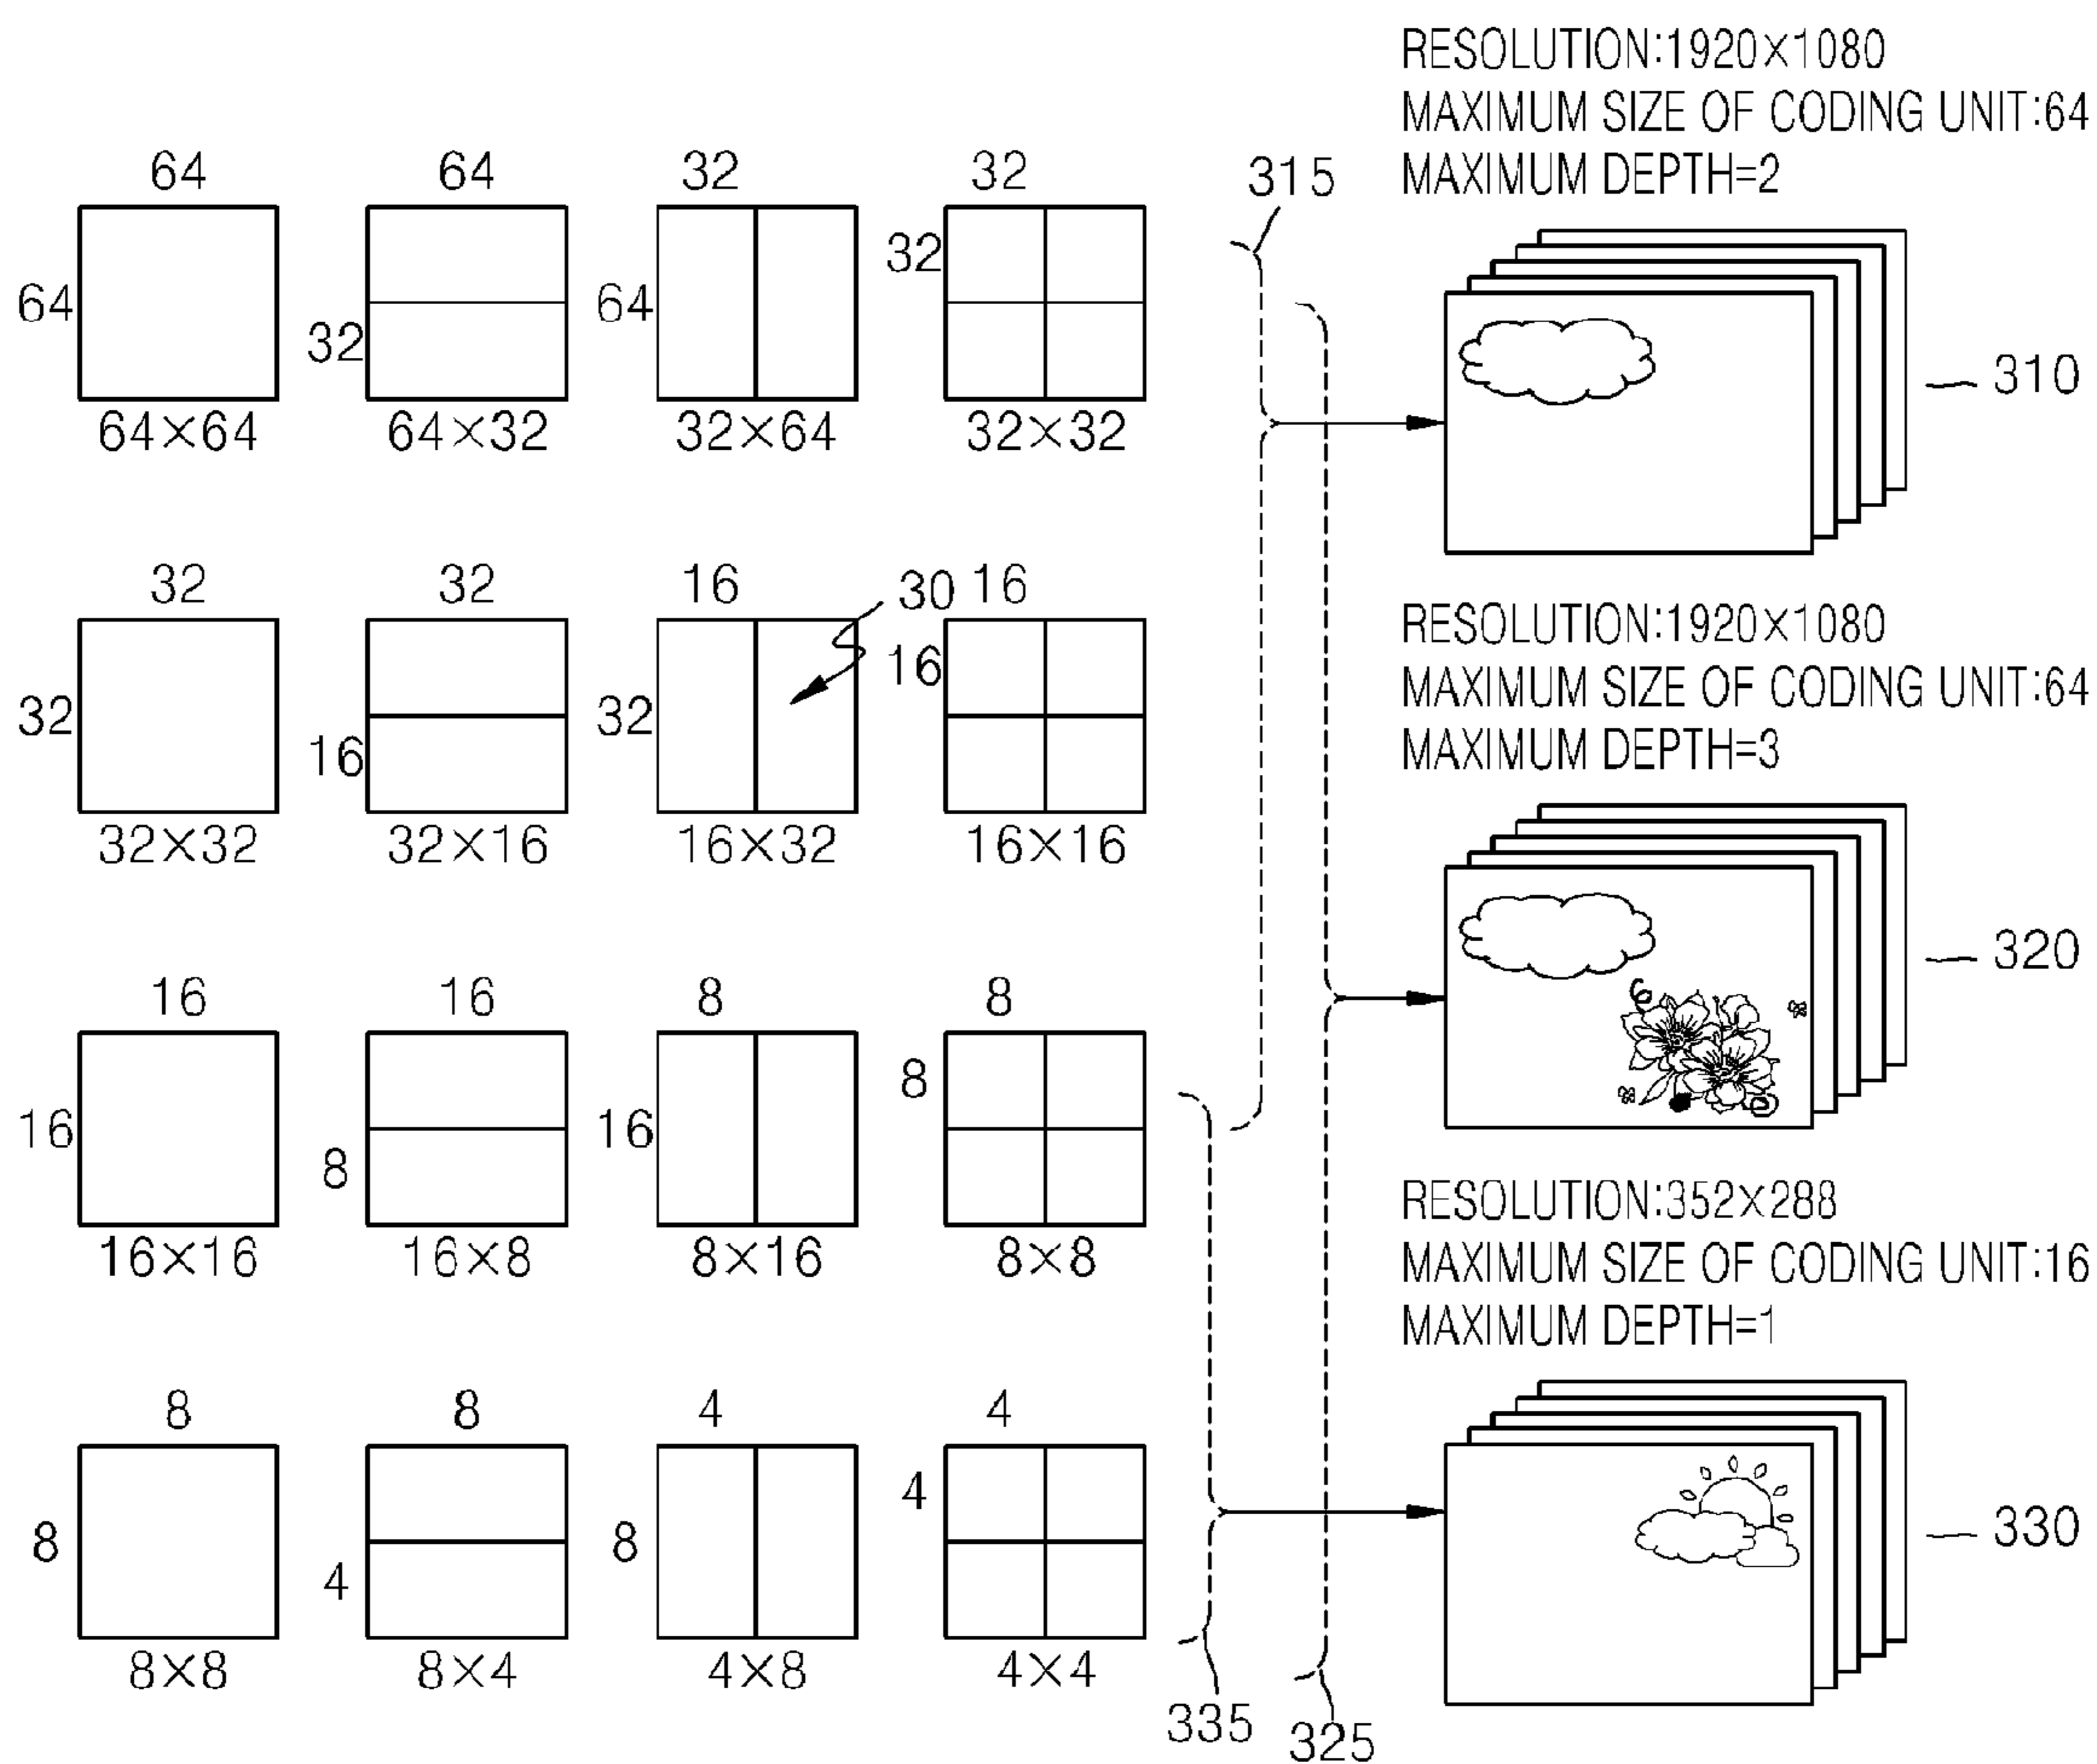 RESOLUTION:1920×1080
MAXIMUM SIZE OF CODING UNIT:64
MAXIMUM DEPTH=2
64 64 32 32 315
64 32 64 32
310
64×64 64×32 32×64 32×32
32 32 16 30 16
32 16 32 16
32×32 32×16 16×32 16×16
RESOLUTION:1920×1080
MAXIMUM SIZE OF CODING UNIT:64
MAXIMUM DEPTH=3
320
16 16 8 8
16 8 16 8
16×16 16×8 8×16 8×8
RESOLUTION:352×288
MAXIMUM SIZE OF CODING UNIT:16
MAXIMUM DEPTH=1
8 8 4 4
8 4 8 4
330
8×8 8×4 4×8 4×4
335 325